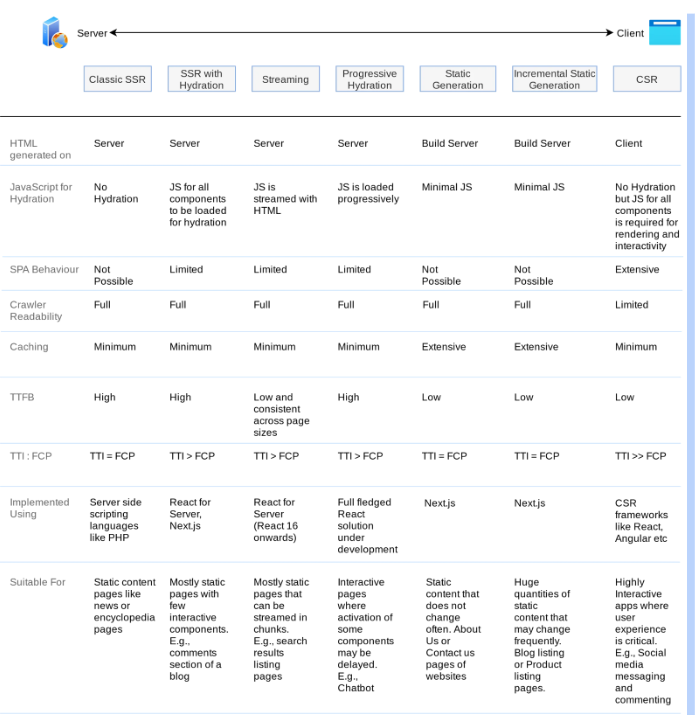 Server
Client
Classic SSR
SSR with
Hydration
Streaming
Progressive
Hydration
Static
Generation
Incremental Static
Generation
CSR
HTML
generated on
Server
Server
Server
Server
Build Server
Build Server
Client
JavaScript for
Hydration
No
Hydration
JS for all
components
to be loaded
for hydration
JS is
streamed with
HTML
JS is loaded
progressively
Minimal JS
Minimal JS
No Hydration
but JS for all
components
is required for
rendering and
interactivity
SPA Behaviour
Not
Possible
Limited
Limited
Limited
Not
Possible
Not
Possible
Extensive
Crawler
Readability
Full
Full
Full
Full
Full
Full
Limited
Caching
Minimum
Minimum
Minimum
Minimum
Extensive
Extensive
Minimum
TTFB
High
High
Low and
consistent
across page
sizes
High
Low
Low
Low
TTI : FCP
TTI = FCP
TTI > FCP
TTI > FCP
TTI > FCP
TTI = FCP
TTI = FCP
TTI >> FCP
Implemented
Using
Server side
scripting
languages
like PHP
React for
Server,
Next.js
React for
Server
(React 16
onwards)
Full fledged
React
solution
under
development
Next.js
Next.js
CSR
frameworks
like React,
Angular etc
Suitable For
Static content
pages like
news or
encyclopedia
pages
Mostly static
pages with
few
interactive
components.
E.g.,
comments
section of a
blog
Mostly static
pages that
can be
streamed in
chunks.
E.g., search
results
listing
pages
Interactive
pages
where
activation of
some
components
may be
delayed.
E.g.,
Chatbot
Static
content that
does not
change
often. About
Us or
Contact us
pages of
websites
Huge
quantities of
static
content that
may change
frequently.
Blog listing
or Product
listing
pages.
Highly
Interactive
apps where
user
experience
is critical.
E.g., Social
media
messaging
and
commenting